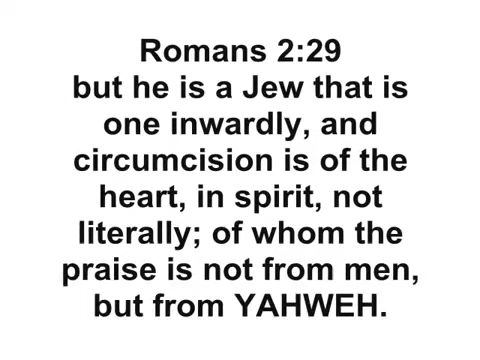 Romans 2:29
but he is a Jew that is
one inwardly, and
circumcision is of the
heart, in spirit, not
literally; of whom the
praise is not from men,
but from YAHWEH.